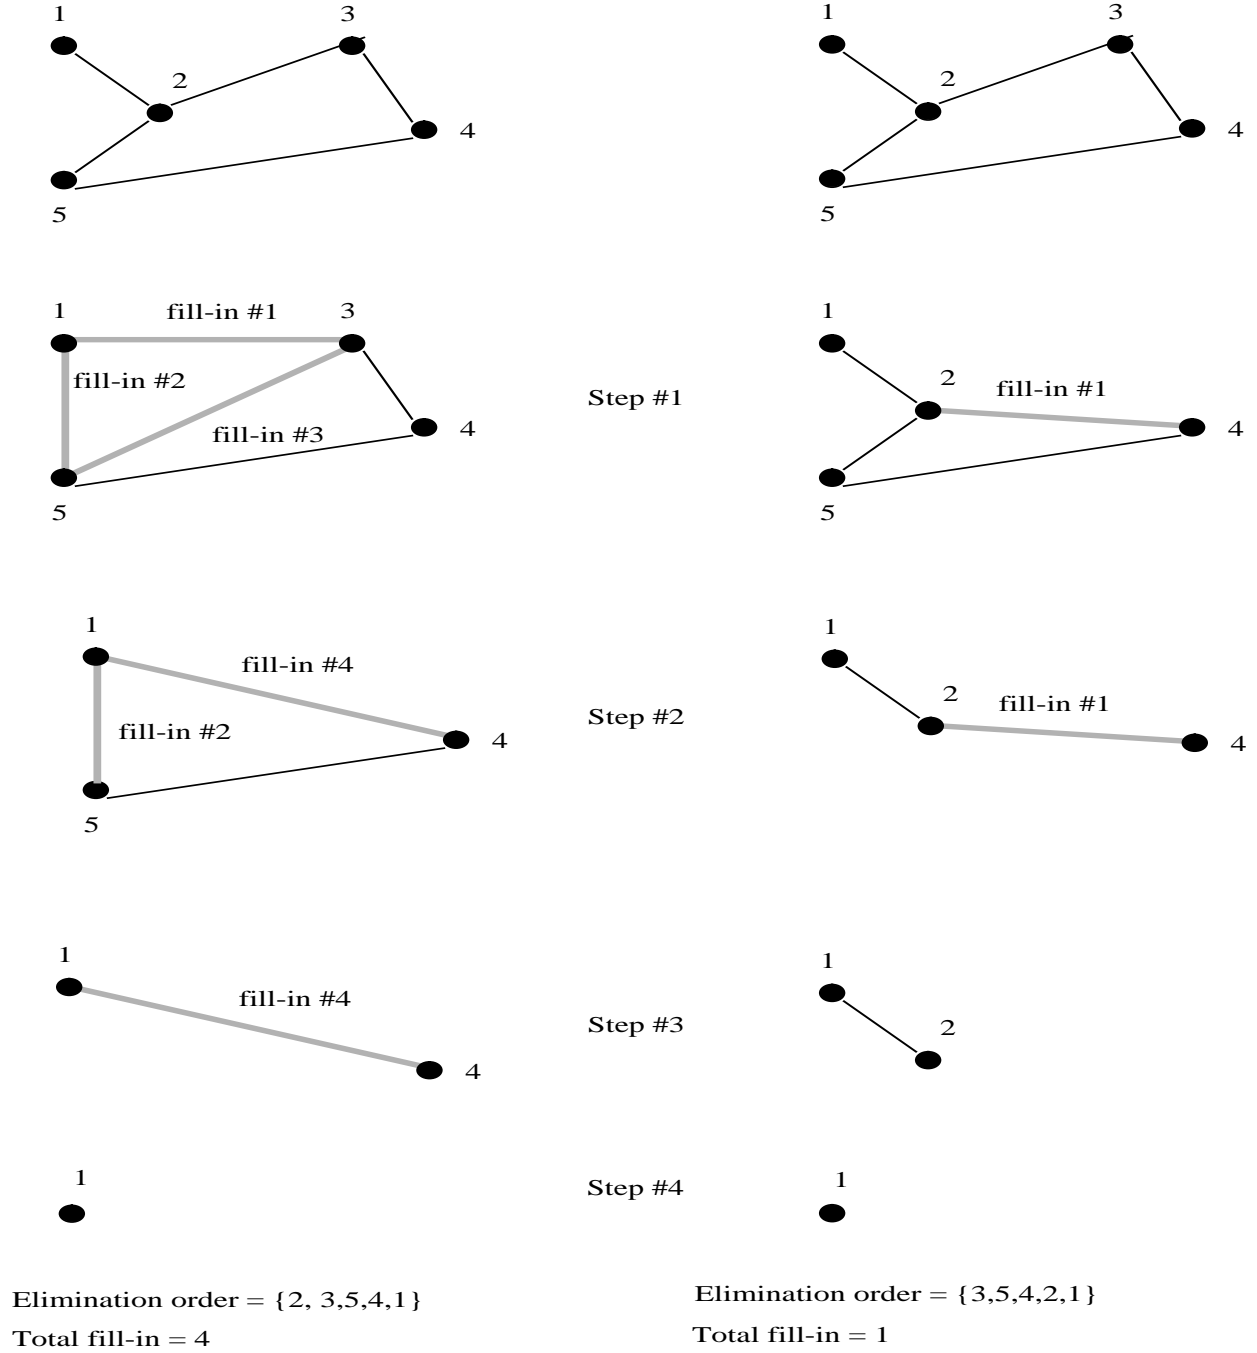 1
3
2
4
5
1
3
2
4
5
1
fill-in #1
3
fill-in #2
fill-in #3
4
5
Step #1
1
2
fill-in #1
4
5
1
fill-in #4
fill-in #2
4
5
Step #2
1
2
fill-in #1
4
1
fill-in #4
4
Step #3
1
2
1
Step #4
1
Elimination order = {2, 3,5,4,1}
Total fill-in = 4
Elimination order = {3,5,4,2,1}
Total fill-in = 1